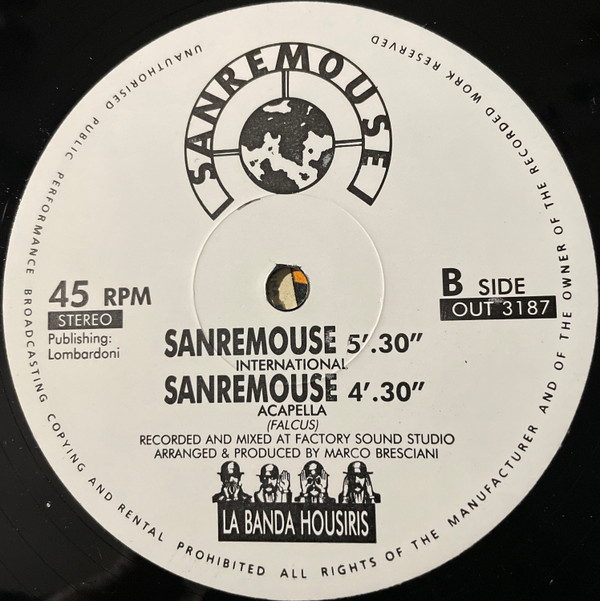 SANREMOUSE
UNAUTHORISED PUBLIC PERFORMANCE BROADCASTING COPYING AND RENTAL PROHIBITED ALL RIGHTS OF THE MANUFACTURER AND OF THE OWNER OF THE RECORDED WORK RESERVED
45 RPM
STEREO
Publishing:
Lombardoni
B SIDE
OUT 3187
SANREMOUSE 5'.30"
INTERNATIONAL
SANREMOUSE 4'.30"
ACAPELLA
(FALCUS)
RECORDED AND MIXED AT FACTORY SOUND STUDIO
ARRANGED & PRODUCED BY MARCO BRESCIANI
LA BANDA HOUSIRIS